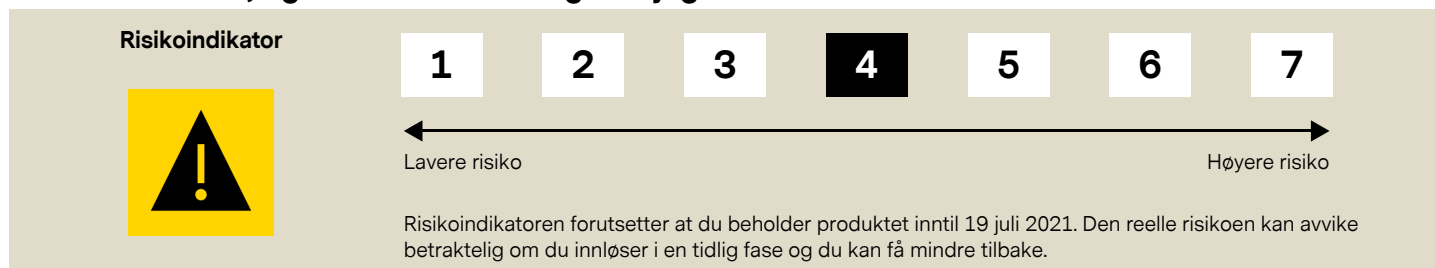 Risikoindikator
1 2 3 4 5 6 7
Lavere risiko Høyere risiko
Risikoindikatoren forutsetter at du beholder produktet inntil 19 juli 2021. Den reelle risikoen kan avvike
betraktelig om du innløser i en tidlig fase og du kan få mindre tilbake.